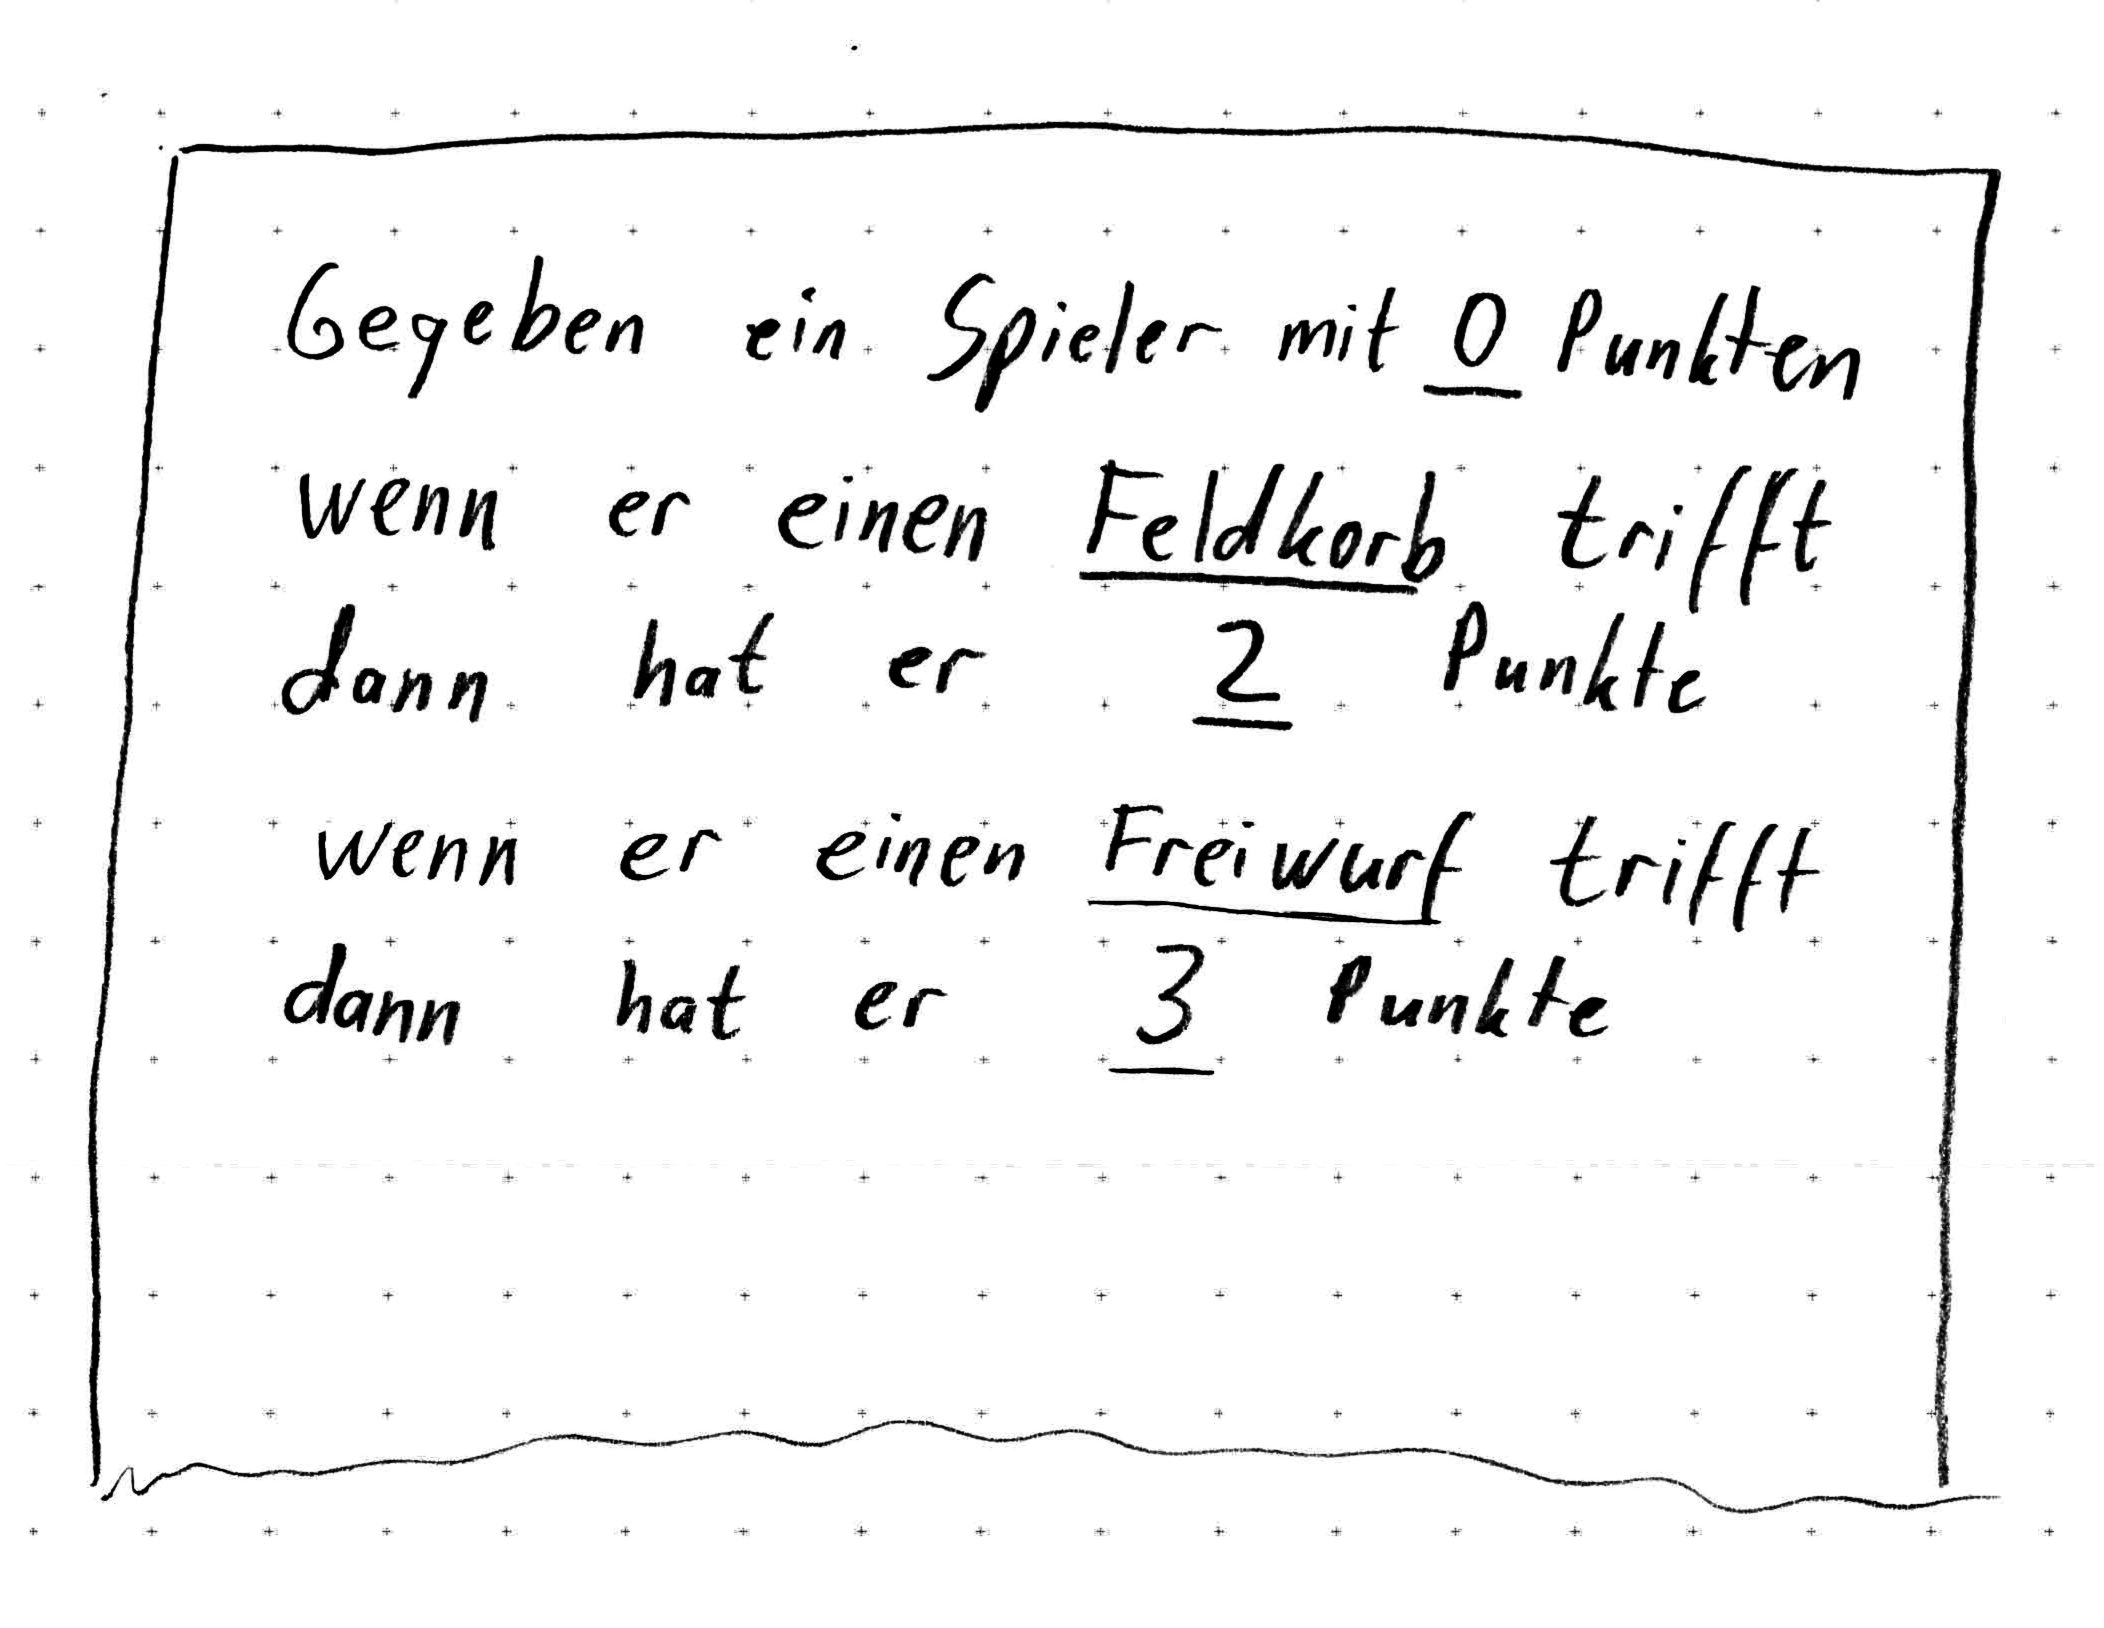 Gegeben ein Spieler mit 0 Punkten
wenn er einen Feldkorb trifft
dann hat er 2 Punkte
wenn er einen Freiwurf trifft
dann hat er 3 Punkte